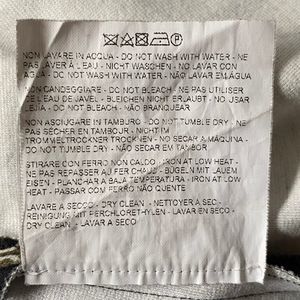 NON LAVARE IN ACQUA - DO NOT WASH WITH WATER - NE
PAS LAVER A L'EAU - NICHT WASCHEN - NO LAVAR CON
AGUA - DO NOT WASH WITH WATER - NÃO LAVAR EM ÁGUA
NON CANDEGGIARE - DO NOT BLEACH - NE PAS UTILISER
DE L'EAU DE JAVEL - BLEICHEN NICHT ERLAUBT - NO USAR
LEJIA - DO NOT BLEACH - NÃO BRANQUEAR
NON ASCIUGARE IN TAMBURO - DO NOT TUMBLE DRY - NE
PAS SÉCHER EN TAMBOUR - NICHT IM
TROMMELTROCKNER TROCKNEN - NO SECAR A MÁQUINA -
DO NOT TUMBLE DRY - NÃO SECAR EM TAMBOR
STIRARE CON FERRO NON CALDO - IRON AT LOW HEAT -
NE PAS REPASSER AU FER CHAUD - BÜGELN MIT LAUEM
EISEN - PLANCHAR A BAJA TEMPERATURA - IRON AT LOW
HEAT - PASSAR COM FERRO NÃO QUENTE
LAVARE A SECCO - DRY CLEAN - NETTOYER A SEC -
REINIGUNG MIT PERCHLORETHYLEN - LAVAR EN SECO -
DRY CLEAN - LAVAR A SECO